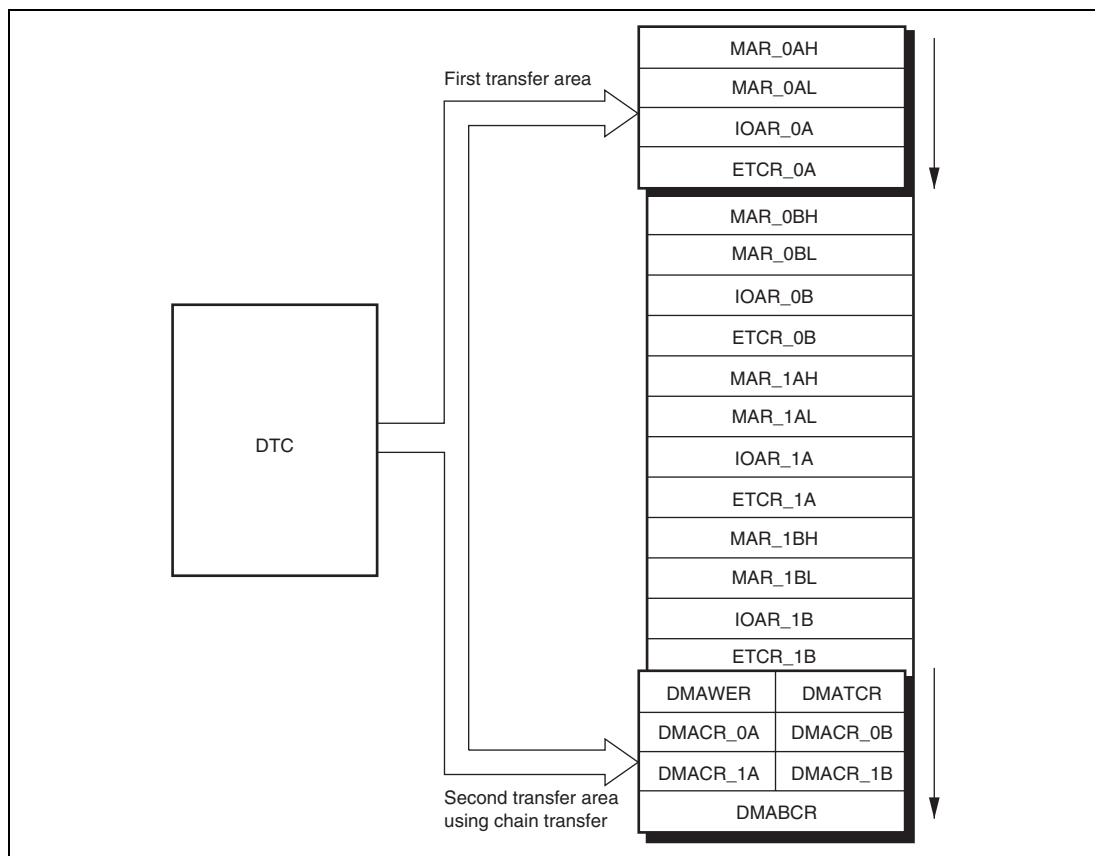 First transfer area
MAR_0AH
MAR_0AL
IOAR_0A
ETCR_0A
MAR_0BH
MAR_0BL
IOAR_0B
ETCR_0B
MAR_1AH
MAR_1AL
IOAR_1A
ETCR_1A
MAR_1BH
MAR_1BL
IOAR_1B
ETCR_1B
DTC
DMAWER DMATCR
DMACR_0A DMACR_0B
DMACR_1A DMACR_1B
DMABCR
Second transfer area
using chain transfer